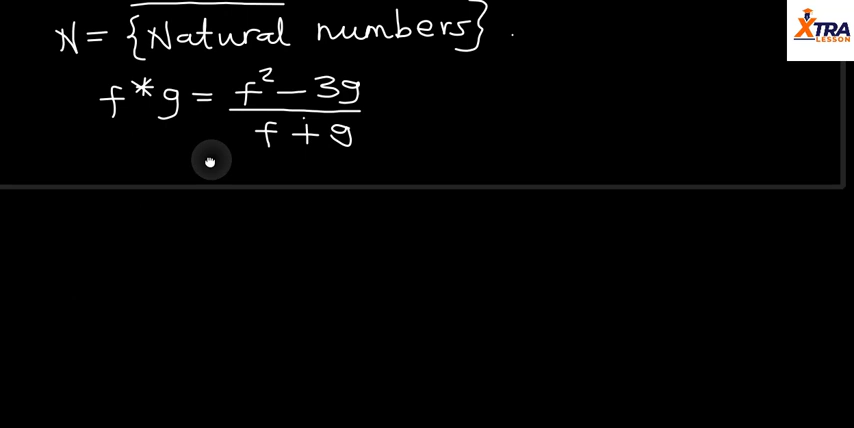 N = {Natural numbers}.
f * g = f² - 3g
f + g
XTRA
LESSON